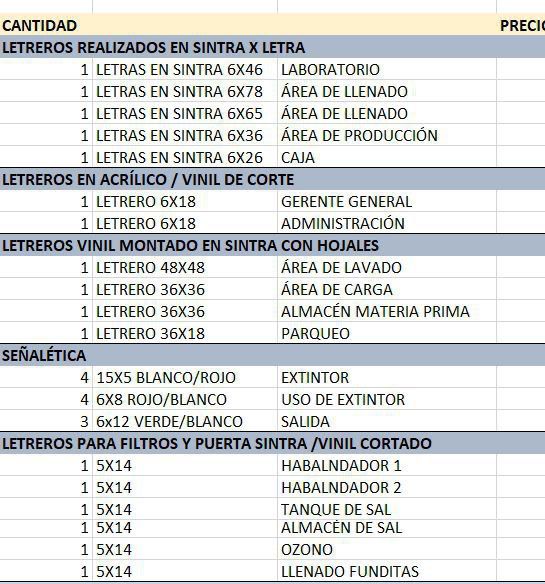 CANTIDAD PRECIO
LETREROS REALIZADOS EN SINTRA X LETRA
1 LETRAS EN SINTRA 6X46 LABORATORIO
1 LETRAS EN SINTRA 6X78 ÁREA DE LLENADO
1 LETRAS EN SINTRA 6X65 ÁREA DE LLENADO
1 LETRAS EN SINTRA 6X36 ÁREA DE PRODUCCIÓN
1 LETRAS EN SINTRA 6X26 CAJA
LETREROS EN ACRÍLICO / VINIL DE CORTE
1 LETRERO 6X18 GERENTE GENERAL
1 LETRERO 6X18 ADMINISTRACIÓN
LETREROS VINIL MONTADO EN SINTRA CON HOJALES
1 LETRERO 48X48 ÁREA DE LAVADO
1 LETRERO 36X36 ÁREA DE CARGA
1 LETRERO 36X36 ALMACÉN MATERIA PRIMA
1 LETRERO 36X18 PARQUEO
SEÑALÉTICA
4 15X5 BLANCO/ROJO EXTINTOR
4 6X8 ROJO/BLANCO USO DE EXTINTOR
3 6x12 VERDE/BLANCO SALIDA
LETREROS PARA FILTROS Y PUERTA SINTRA /VINIL CORTADO
1 5X14 HABALNDADOR 1
1 5X14 HABALNDADOR 2
1 5X14 TANQUE DE SAL
1 5X14 ALMACÉN DE SAL
1 5X14 OZONO
1 5X14 LLENADO FUNDITAS